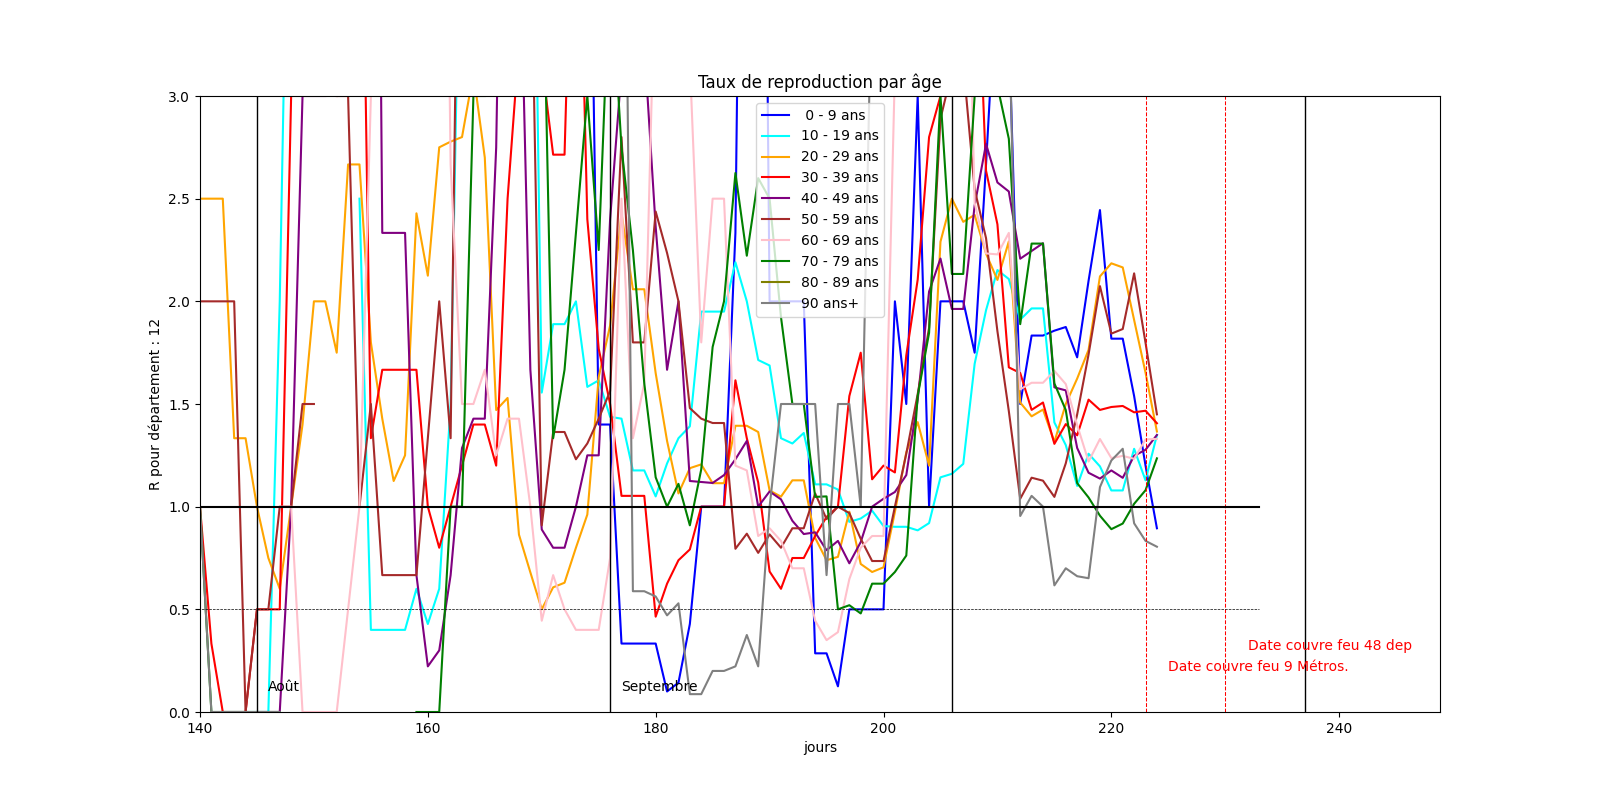 Taux de reproduction par âge
R pour département : 12
3.0
2.5
2.0
1.5
1.0
0.5
0.0
0 - 9 ans
10 - 19 ans
20 - 29 ans
30 - 39 ans
40 - 49 ans
50 - 59 ans
60 - 69 ans
70 - 79 ans
80 - 89 ans
90 ans+
Date couvre feu 48 dep
Date couvre feu 9 Métros.
Août
Septembre
140
160
180
200
220
240
jours